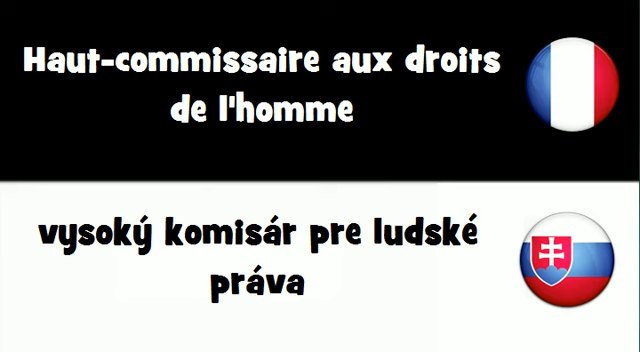 Haut-commissaire aux droits
de l'homme
vysoký komisár pre ludské
práva